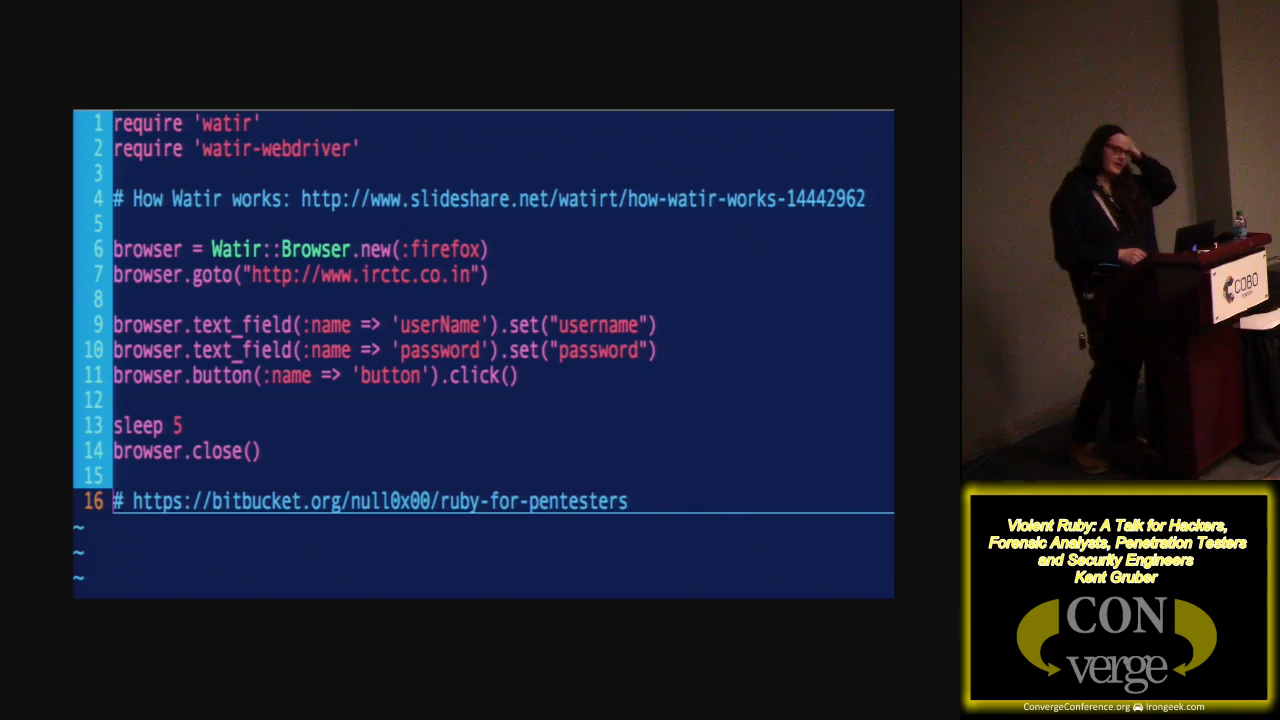 1 require 'watir'
2 require 'watir-webdriver'
3
4 # How Watir works: http://www.slideshare.net/watirt/how-watir-works-14442962
5
6 browser = Watir::Browser.new(:firefox)
7 browser.goto("http://www.irctc.co.in")
8
9 browser.text_field(:name => 'userName').set("username")
10 browser.text_field(:name => 'password').set("password")
11 browser.button(:name => 'button').click()
12
13 sleep 5
14 browser.close()
15
16 # https://bitbucket.org/null0x00/ruby-for-pentesters
~
~
~
COBO
CENTER
Violent Ruby: A Talk for Hackers,
Forensic Analysts, Penetration Testers
and Security Engineers
Kent Gruber
CON
verge
ConvergeConference.org Irongeek.com